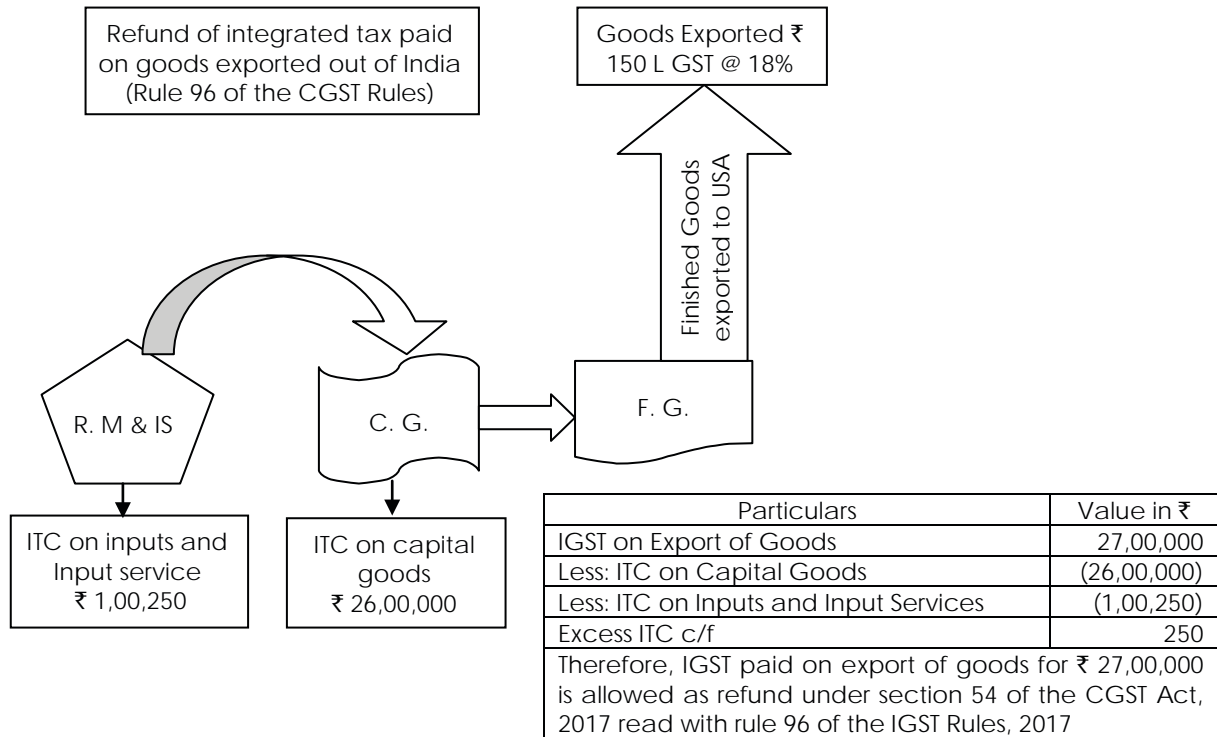 Refund of integrated tax paid
on goods exported out of India
(Rule 96 of the CGST Rules)
Goods Exported ₹
150 L GST @ 18%
Finished Goods
exported to USA
R. M & IS
C. G.
F. G.
ITC on inputs and
Input service
₹ 1,00,250
ITC on capital
goods
₹ 26,00,000
Particulars Value in ₹
IGST on Export of Goods 27,00,000
Less: ITC on Capital Goods (26,00,000)
Less: ITC on Inputs and Input Services (1,00,250)
Excess ITC c/f 250
Therefore, IGST paid on export of goods for ₹ 27,00,000
is allowed as refund under section 54 of the CGST Act,
2017 read with rule 96 of the IGST Rules, 2017